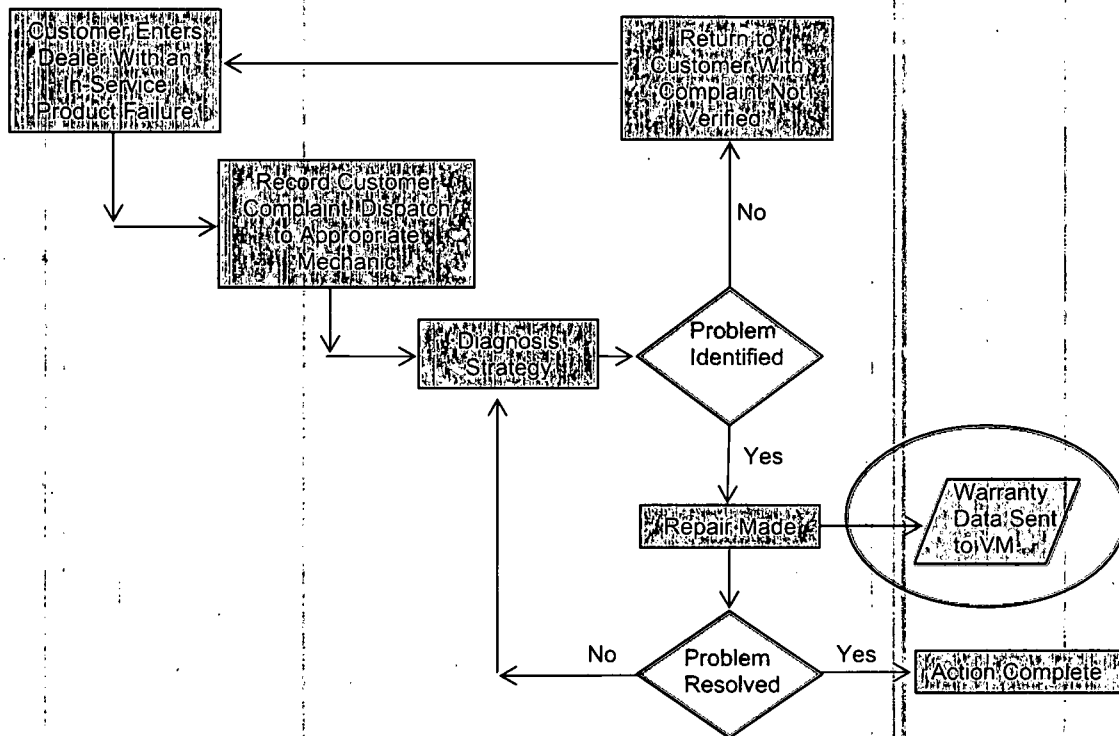 Customer Enters
Dealer With an
In-Service
Product Failure
Return to
Customer With
Complaint Not
Verified
Record Customer
Complaint, Dispatch
to Appropriate
Mechanic
No
Diagnosis
Strategy
Problem
Identified
Yes
Repair Made
Warranty
Data Sent
to VM
No
Problem
Resolved
Yes
Action Complete